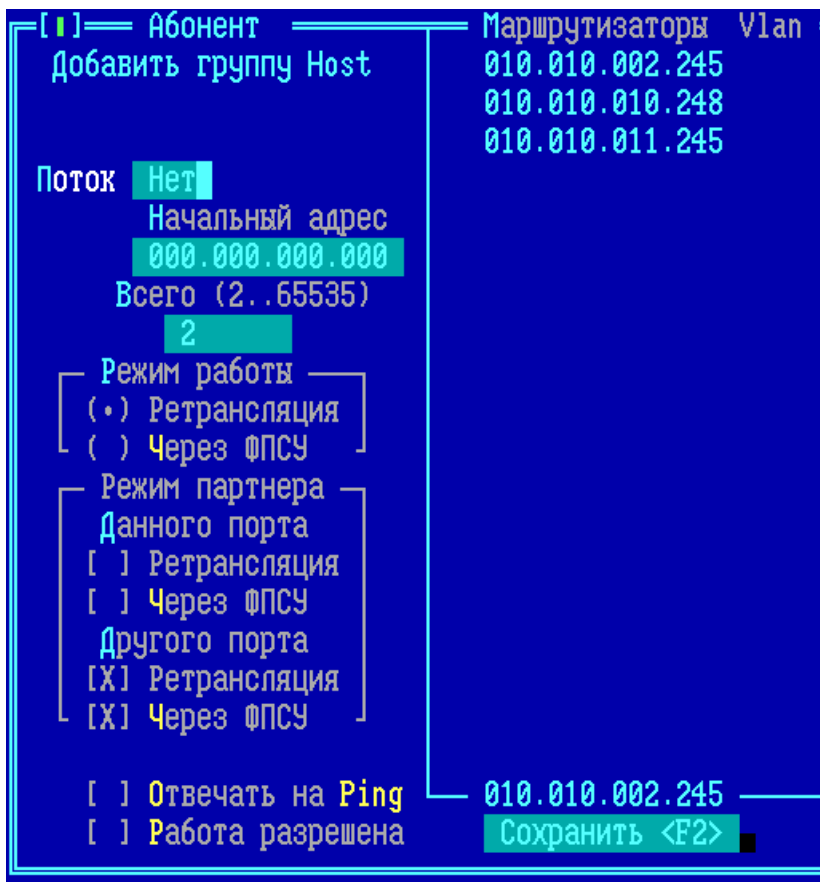 [ ] Абонент
Маршрутизаторы Vlan
Добавить группу Host
010.010.002.245
010.010.010.248
010.010.011.245
Поток Нет
Начальный адрес
000.000.000.000
Всего (2..65535)
2
Режим работы
(•) Ретрансляция
( ) Через ФПСУ
Режим партнера
Данного порта
[ ] Ретрансляция
[ ] Через ФПСУ
Другого порта
[X] Ретрансляция
[X] Через ФПСУ
[ ] Отвечать на Ping
010.010.002.245
[ ] Работа разрешена
Сохранить <F2>